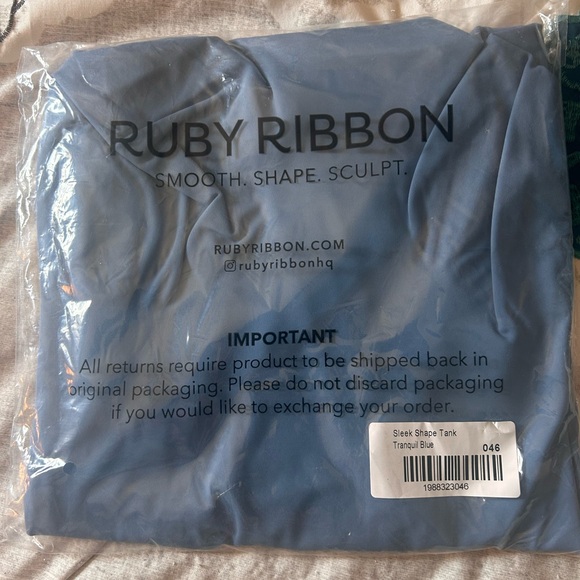 RUBY RIBBON
SMOOTH. SHAPE. SCULPT.
RUBYRIBBON.COM
rubyribbonhq
IMPORTANT
All returns require product to be shipped back in
original packaging. Please do not discard packaging
if you would like to exchange your order.
Sleek Shape Tank
Tranquil Blue 046
1988323046